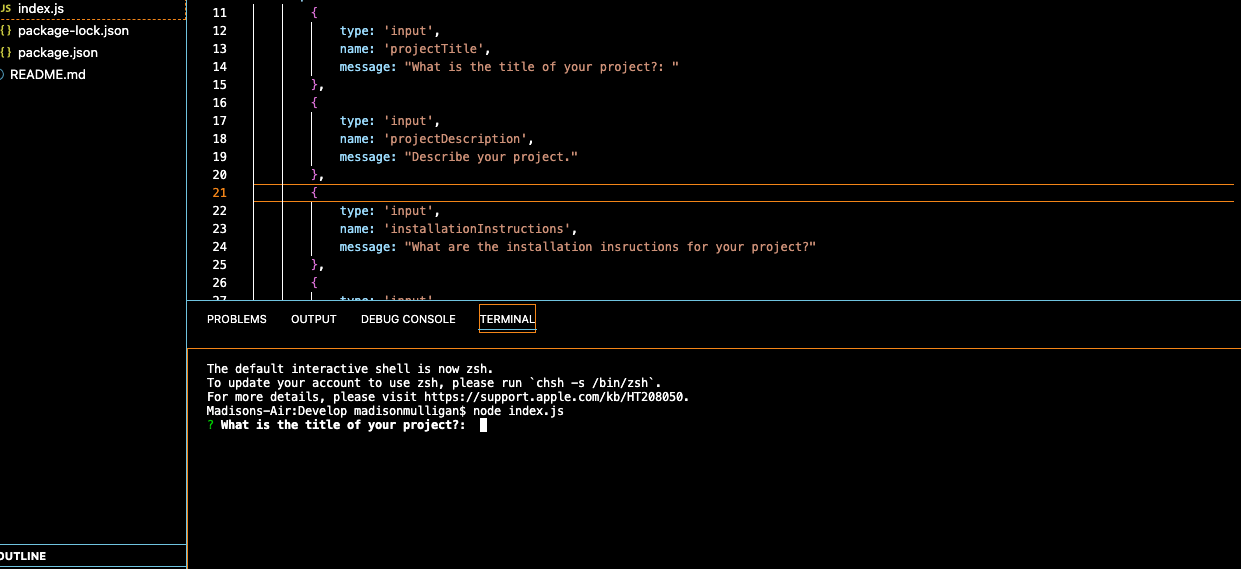 JS index.js
{} package-lock.json
{} package.json
README.md
OUTLINE
11 {
12 type: 'input',
13 name: 'projectTitle',
14 message: "What is the title of your project?: "
15 },
16 {
17 type: 'input',
18 name: 'projectDescription',
19 message: "Describe your project."
20 },
21 {
22 type: 'input',
23 name: 'installationInstructions',
24 message: "What are the installation insructions for your project?"
25 },
26 {
27 type: 'input'
PROBLEMS OUTPUT DEBUG CONSOLE TERMINAL
The default interactive shell is now zsh.
To update your account to use zsh, please run `chsh -s /bin/zsh`.
For more details, please visit https://support.apple.com/kb/HT208050.
Madisons-Air:Develop madisonmulligan$ node index.js
? What is the title of your project?: